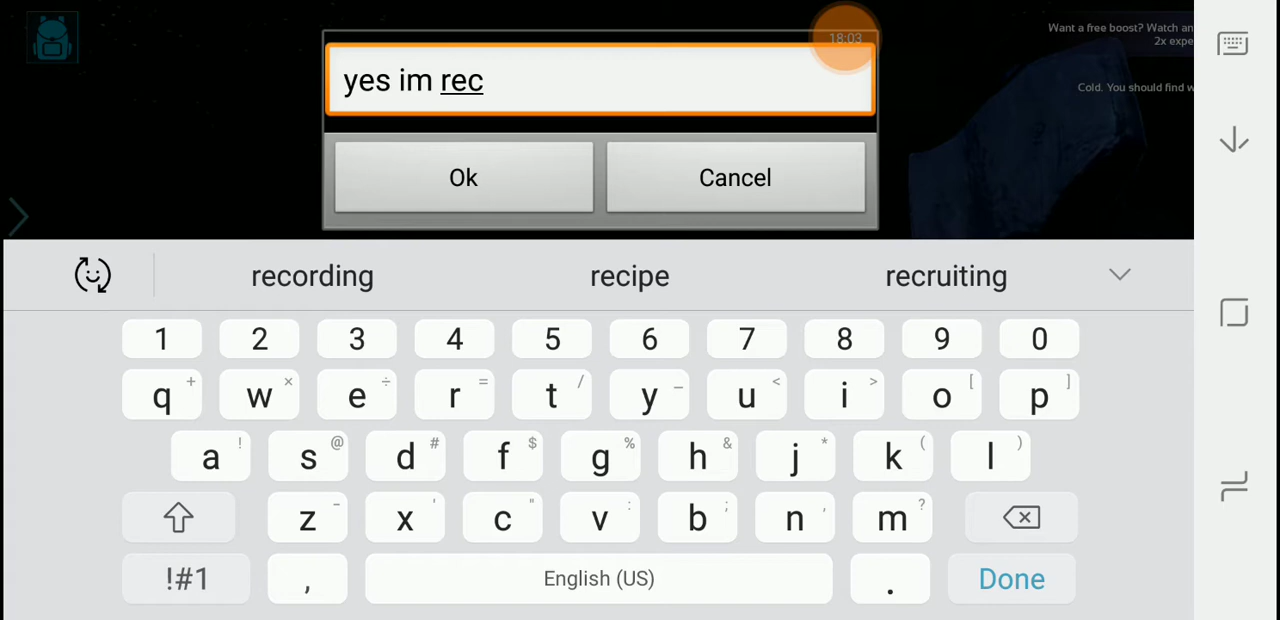 Want a free boost? Watch an
2x expe
18:03
yes im rec
Cold. You should find w
Ok Cancel
recording recipe recruiting
1 2 3 4 5 6 7 8 9 0
q + w × e ÷ r = t / y _ u < i > o [ p ]
a ! s @ d # f $ g % h & j * k ( l )
z - x ' c " v : b ; n , m ?
!#1 , English (US) . Done